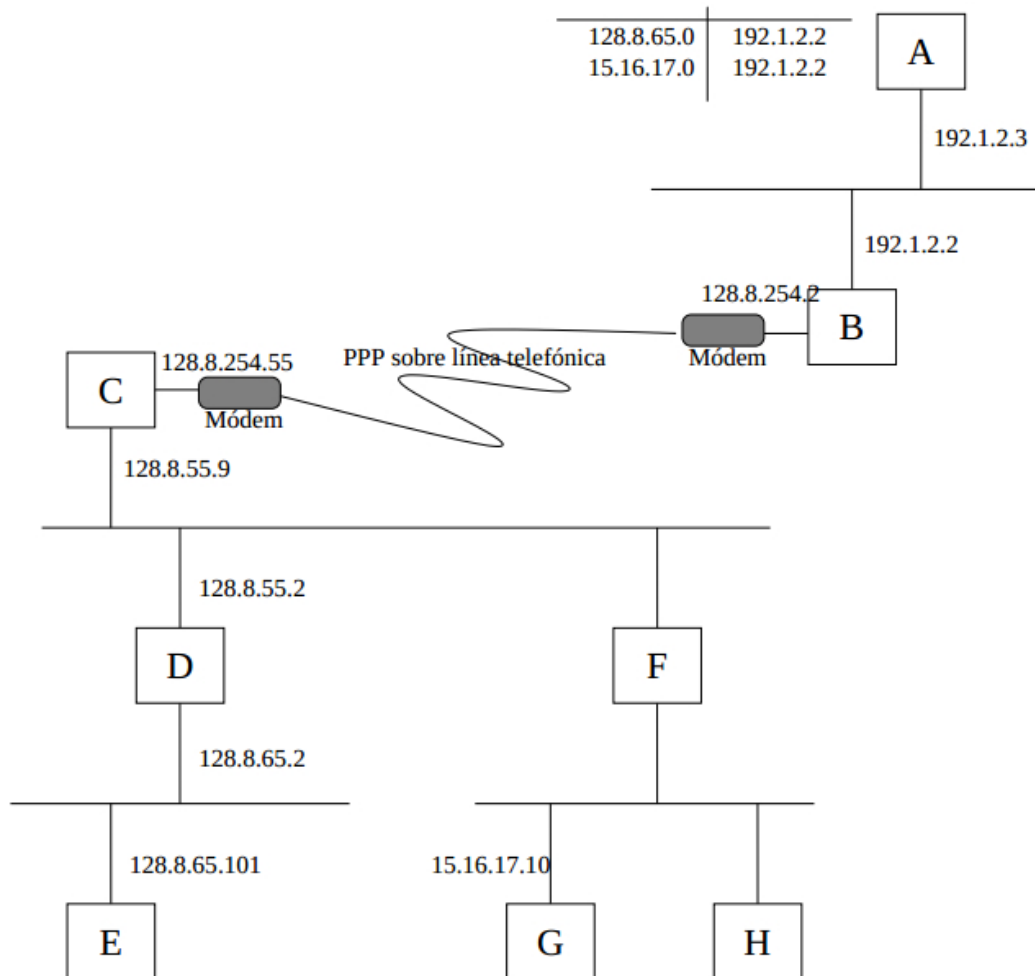 128.8.65.0 192.1.2.2
15.16.17.0 192.1.2.2
A
192.1.2.3
192.1.2.2
128.8.254.2
B
Módem
PPP sobre línea telefónica
128.8.254.55
C
Módem
128.8.55.9
128.8.55.2
D
F
128.8.65.2
128.8.65.101
15.16.17.10
E
G
H